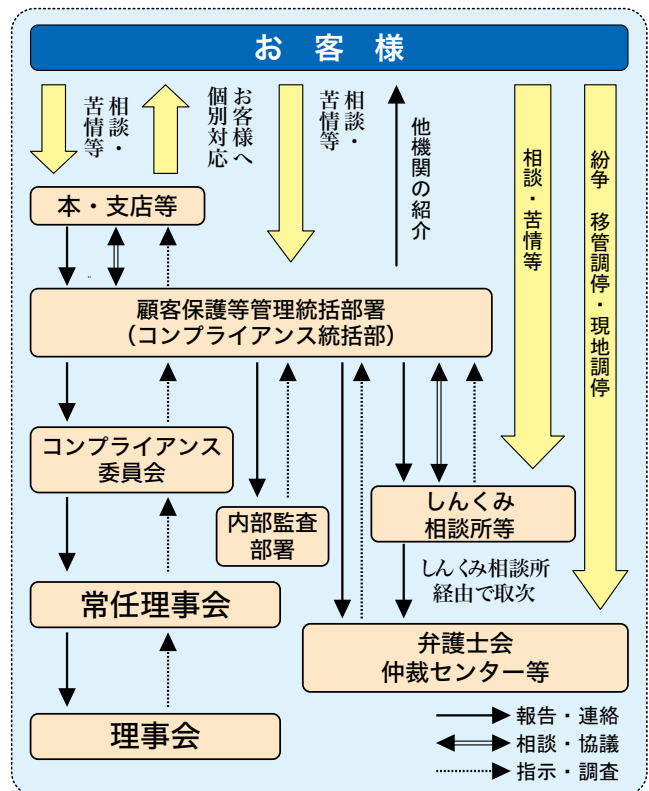 お客様
相談・
苦情等
お客様へ
個別対応
相談・
苦情等
他機関の紹介
相談・苦情等
紛争 移管調停・現地調停
本・支店等
顧客保護等管理統括部署
（コンプライアンス統括部）
コンプライアンス
委員会
内部監査
部署
しんくみ
相談所等
しんくみ相談所
経由で取次
常任理事会
弁護士会
仲裁センター等
理事会
報告・連絡
相談・協議
指示・調査